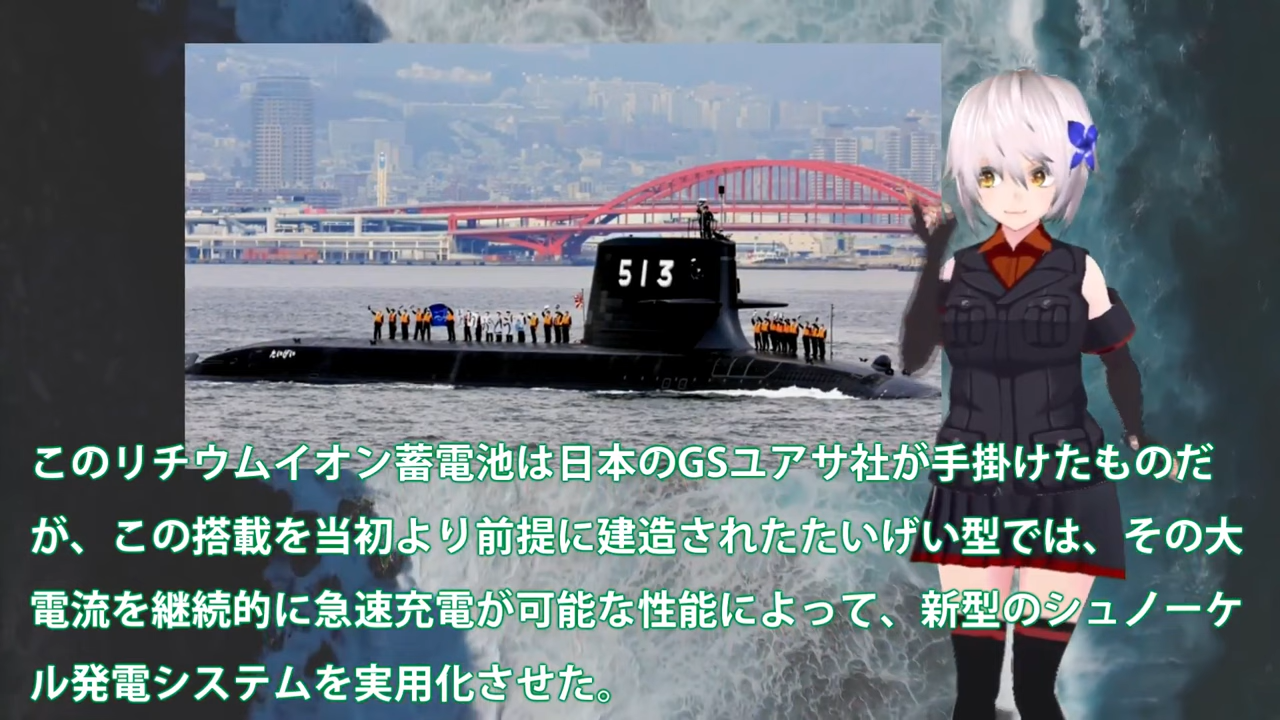 513
たいげい
このリチウムイオン蓄電池は日本のGSユアサ社が手掛けたものだ
が、この搭載を当初より前提に建造されたたいげい型では、その大
電流を継続的に急速充電が可能な性能によって、新型のシュノーケ
ル発電システムを実用化させた。